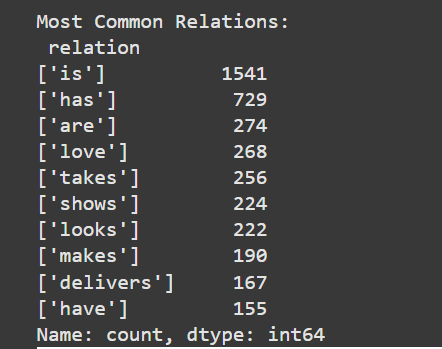 Most Common Relations:
relation
['is'] 1541
['has'] 729
['are'] 274
['love'] 268
['takes'] 256
['shows'] 224
['looks'] 222
['makes'] 190
['delivers'] 167
['have'] 155
Name: count, dtype: int64